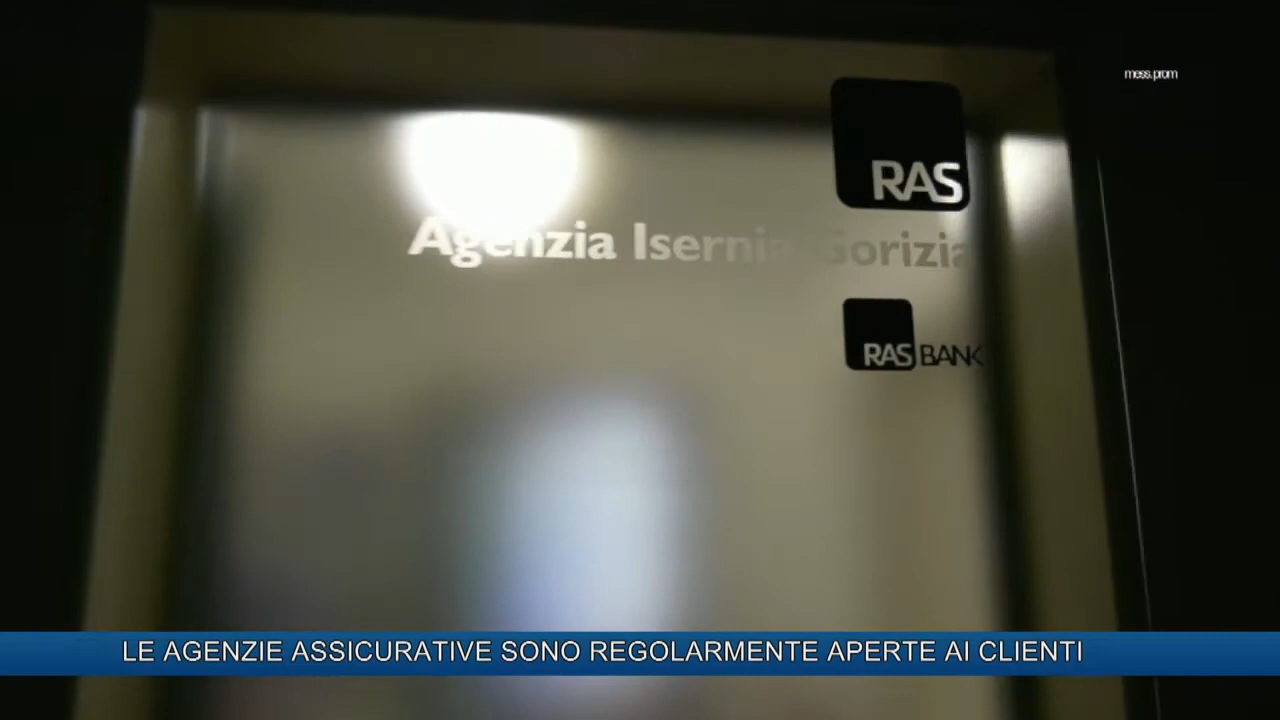 mess.prom
RAS
Agenzia Isernia Gorizia
RAS BANK
LE AGENZIE ASSICURATIVE SONO REGOLARMENTE APERTE AI CLIENTI